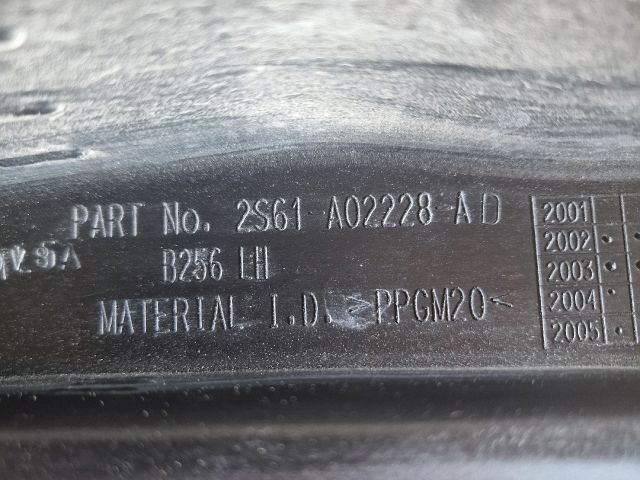 PART No. 2S61-A02228-AD
B256 LH
MATERIAL I.D. >PPGM20<
2001
2002
2003
2004
2005